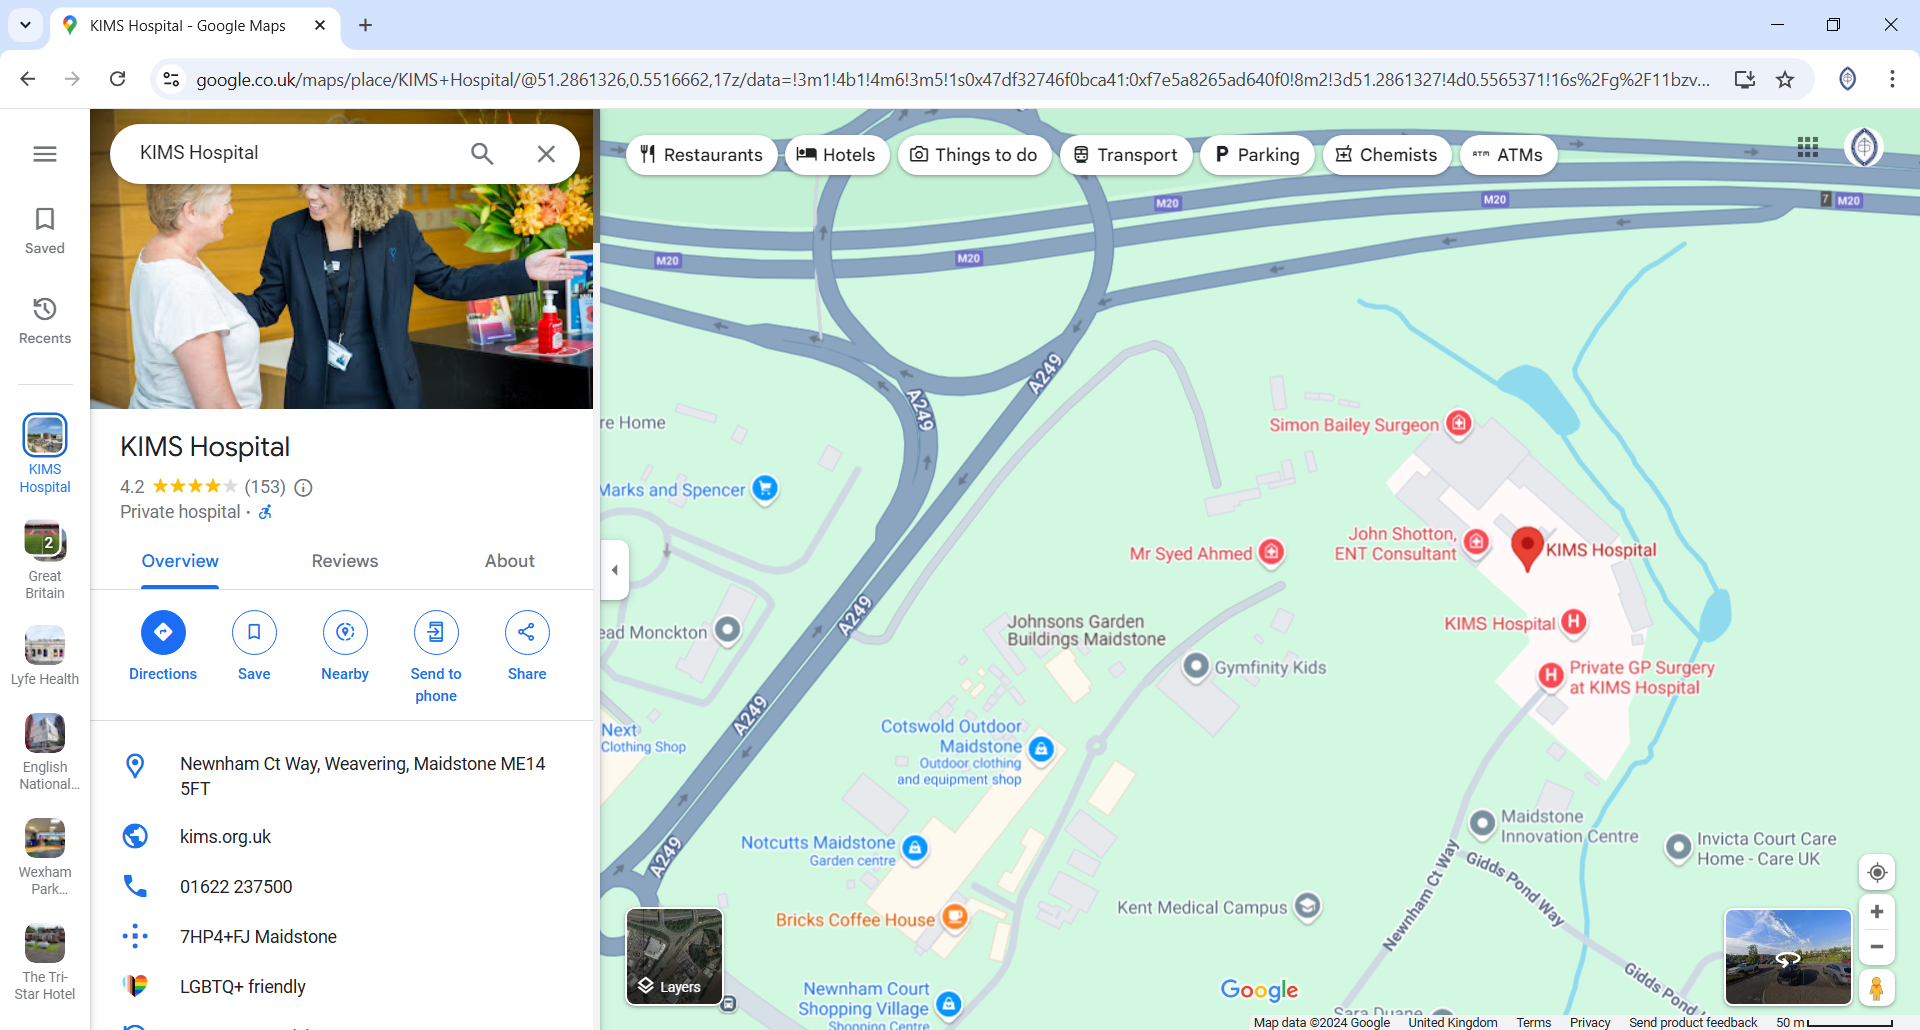 KIMS Hospital - Google Maps
google.co.uk/maps/place/KIMS+Hospital/@51.2861326,0.5516662,17z/data=!3m1!4b1!4m6!3m5!1s0x47df32746f0bca41:0xf7e5a8265ad640f0!8m2!3d51.2861327!4d0.5565371!16s%2Fg%2F11bzv...
KIMS Hospital
Saved
Recents
KIMS
Hospital
2
Great
Britain
Lyfe Health
English
National...
Wexham
Park...
The Tri-
Star Hotel
KIMS Hospital
4.2
(153)
Private hospital ·
Overview
Reviews
About
Directions
Save
Nearby
Send to
phone
Share
Newnham Ct Way, Weavering, Maidstone ME14
5FT
kims.org.uk
01622 237500
7HP4+FJ Maidstone
LGBTQ+ friendly
Restaurants
Hotels
Things to do
Transport
P Parking
Chemists
ATM ATMs
M20
M20
7 M20
M20
M20
A249
A249
A249
A249
A249
re Home
Marks and Spencer
ead Monckton
Next
Clothing Shop
Simon Bailey Surgeon
John Shotton,
ENT Consultant
Mr Syed Ahmed
KIMS Hospital
KIMS Hospital
H
Private GP Surgery
at KIMS Hospital
H
Johnsons Garden
Buildings Maidstone
Gymfinity Kids
Cotswold Outdoor
Maidstone
Outdoor clothing
and equipment shop
Notcutts Maidstone
Garden centre
Bricks Coffee House
Newnham Court
Shopping Village
Shopping Centre
Kent Medical Campus
Maidstone
Innovation Centre
Invicta Court Care
Home - Care UK
Newnham Ct Way
Gidds Pond Way
Gidds Pond
Sara Duane
Layers
Google
Map data ©2024 Google
United Kingdom
Terms
Privacy
Send product feedback
50 m